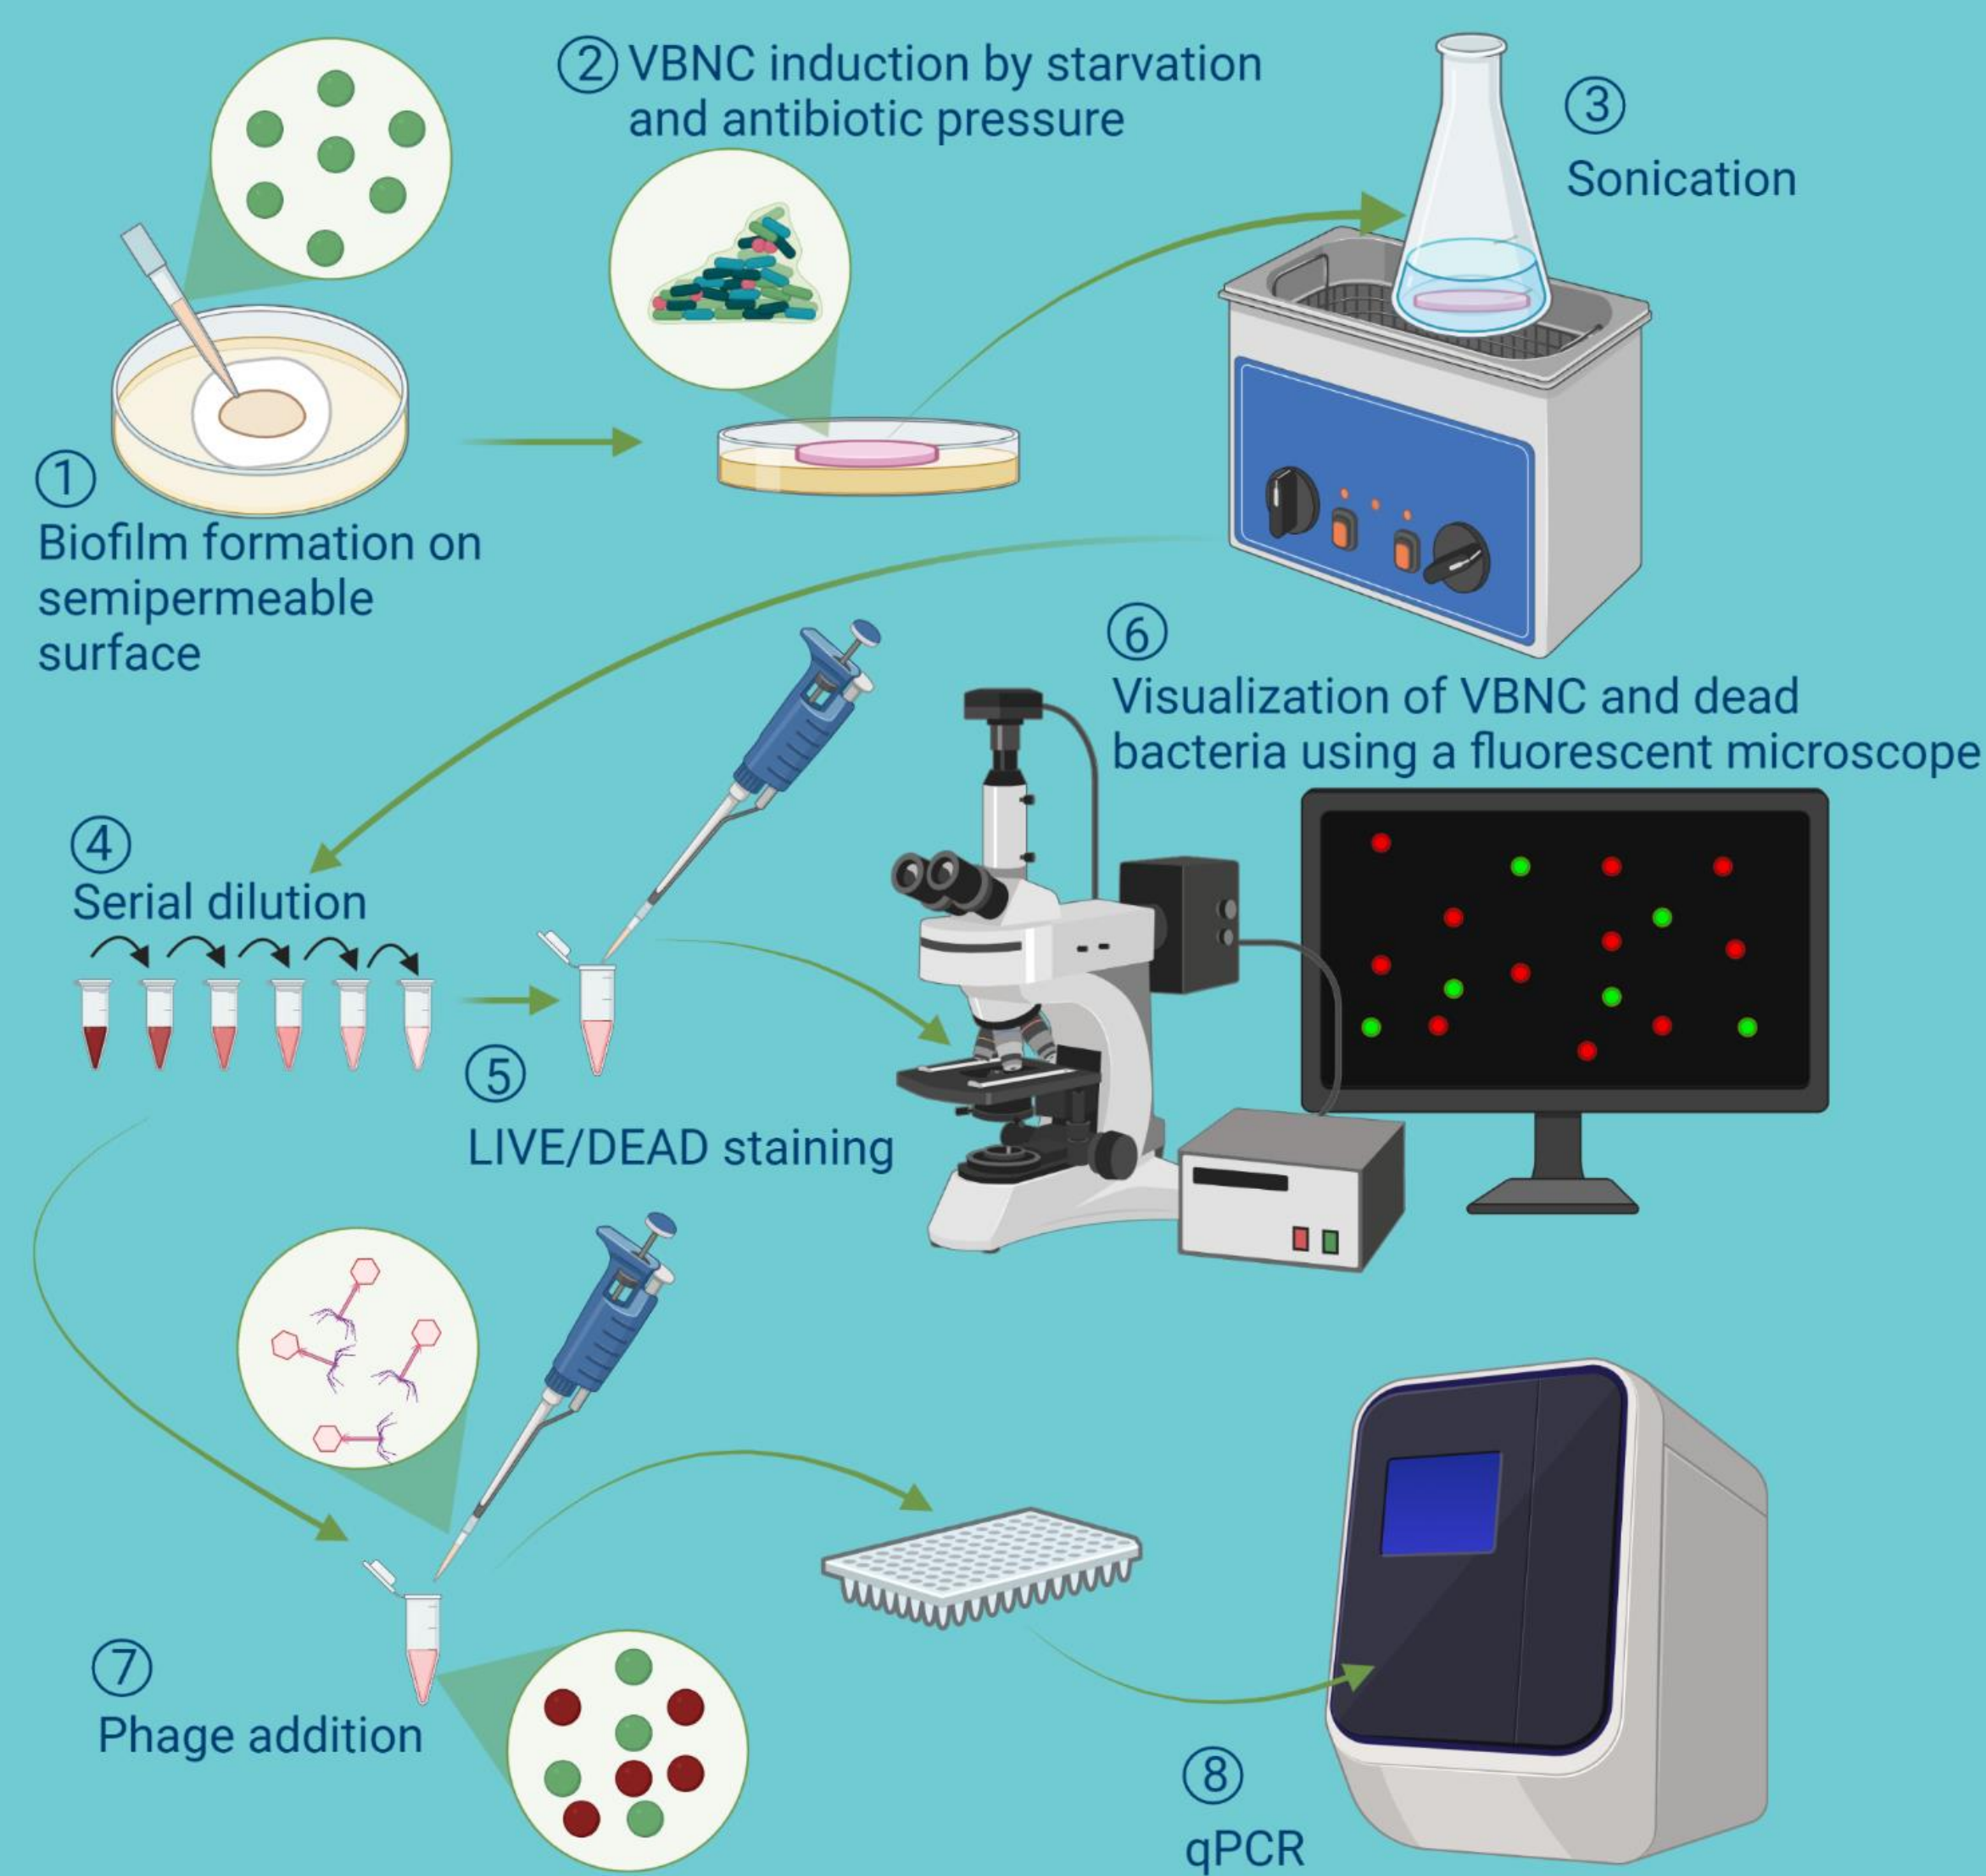 ①
Biofilm formation on
semipermeable
surface
② VBNC induction by starvation
and antibiotic pressure
③
Sonication
④
Serial dilution
⑤
LIVE/DEAD staining
⑥
Visualization of VBNC and dead
bacteria using a fluorescent microscope
⑦
Phage addition
⑧
qPCR